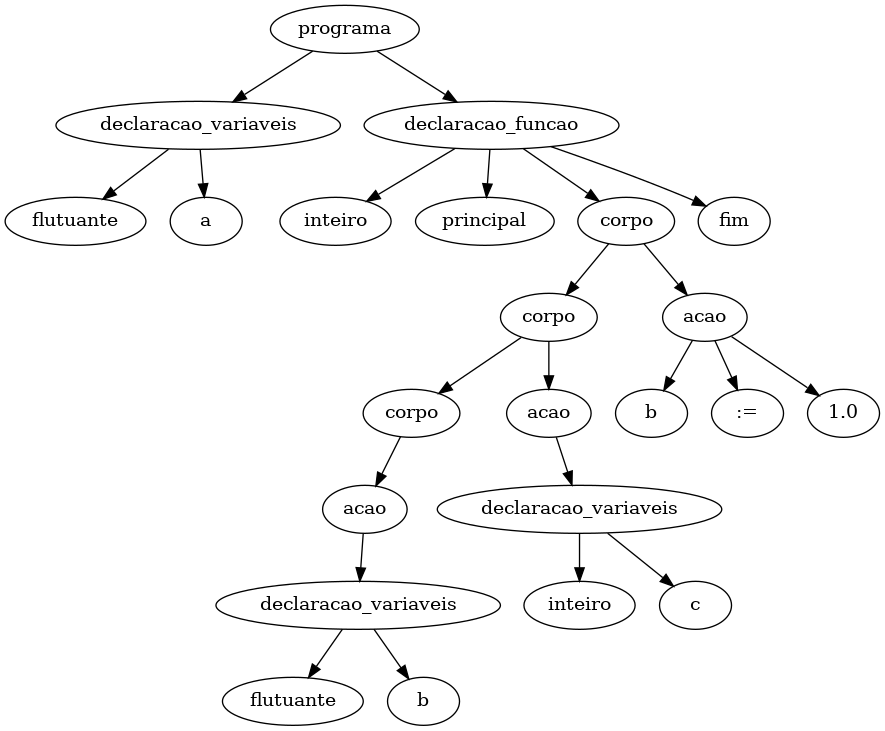 programa
declaracao_variaveis
declaracao_funcao
flutuante
a
inteiro
principal
corpo
fim
corpo
acao
corpo
acao
b
:=
1.0
acao
declaracao_variaveis
declaracao_variaveis
inteiro
c
flutuante
b